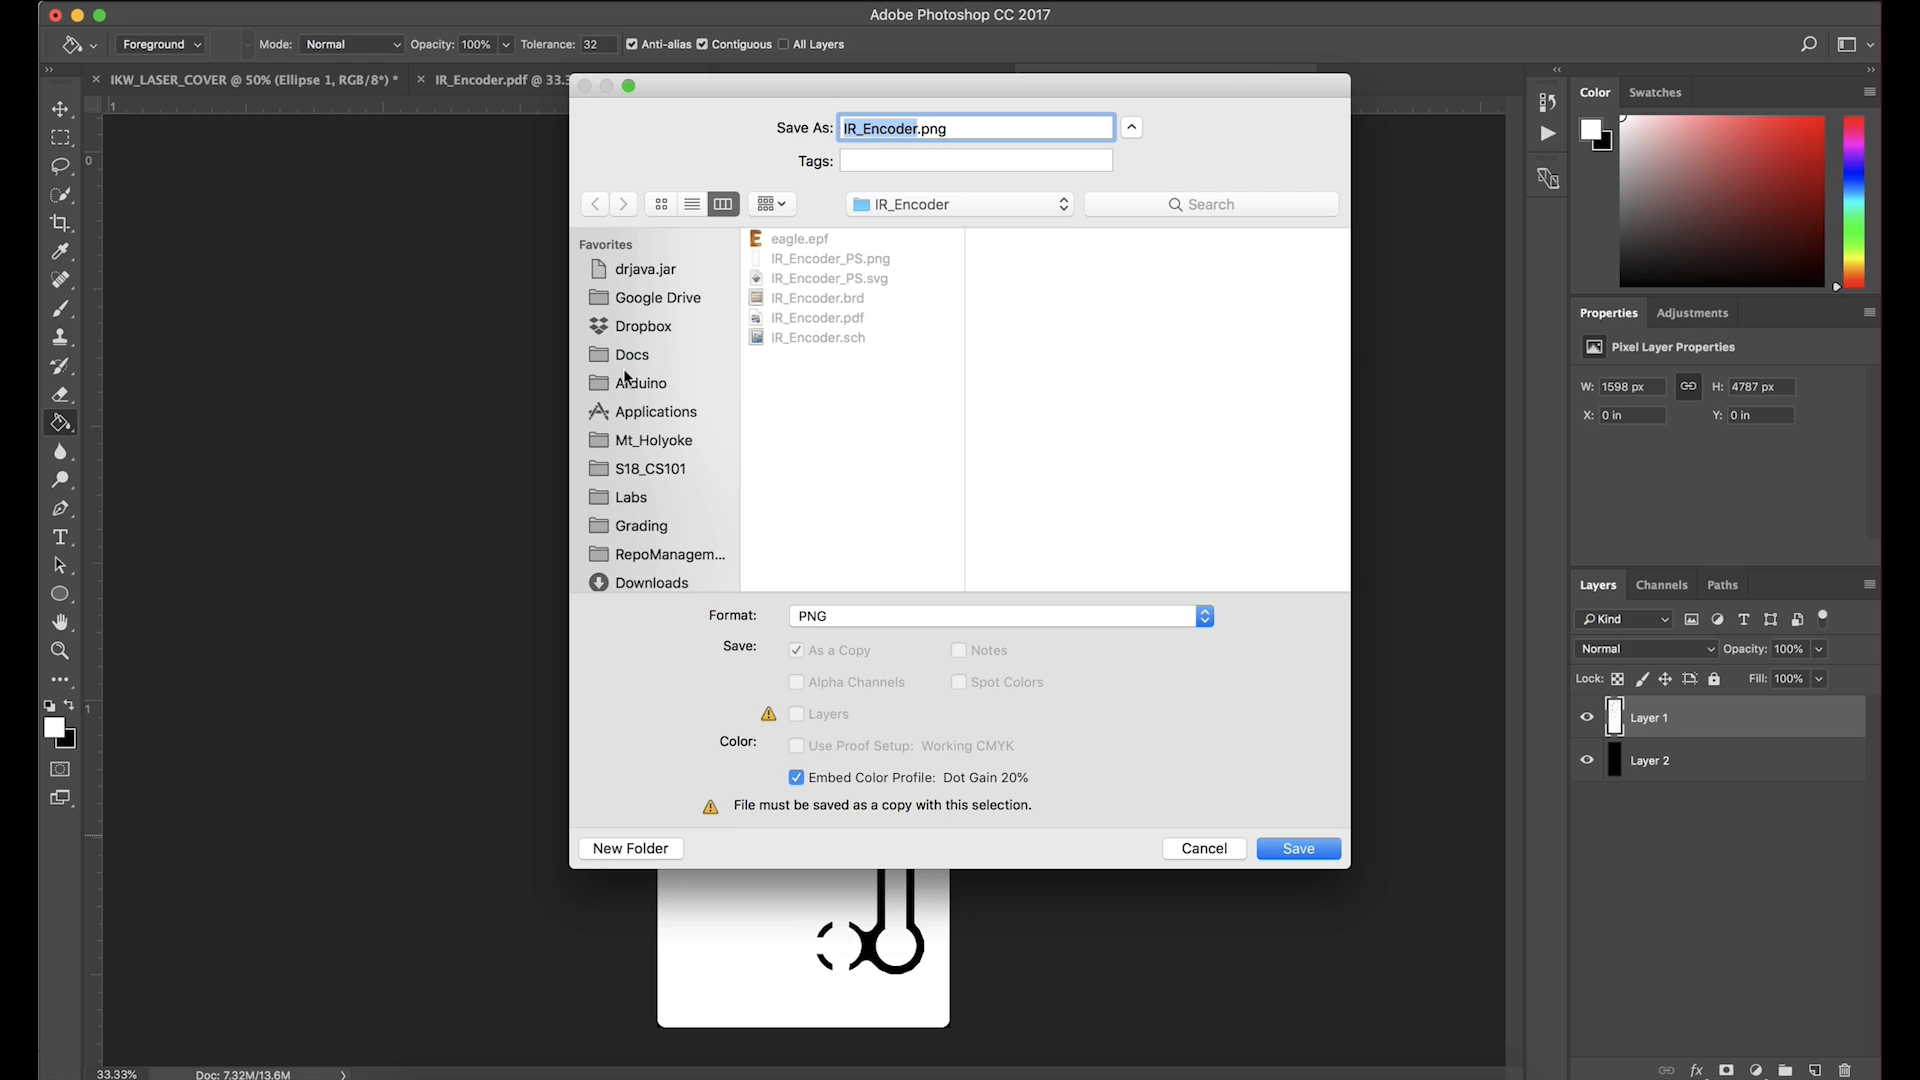 Adobe Photoshop CC 2017
Foreground Mode: Normal Opacity: 100% Tolerance: 32 Anti-alias Contiguous All Layers
IKW_LASER_COVER @ 50% (Ellipse 1, RGB/8*) * IR_Encoder.pdf @ 33.3
1
0
1
Save As: IR_Encoder.png
Tags:
IR_Encoder Search
Favorites
drjava.jar
Google Drive
Dropbox
Docs
Arduino
Applications
Mt_Holyoke
S18_CS101
Labs
Grading
RepoManagem...
Downloads
eagle.epf
IR_Encoder_PS.png
IR_Encoder_PS.svg
IR_Encoder.brd
IR_Encoder.pdf
IR_Encoder.sch
Format: PNG
Save: As a Copy Notes
Alpha Channels Spot Colors
Layers
Color: Use Proof Setup: Working CMYK
Embed Color Profile: Dot Gain 20%
File must be saved as a copy with this selection.
New Folder Cancel Save
Color Swatches
Properties Adjustments
Pixel Layer Properties
W: 1598 px H: 4787 px
X: 0 in Y: 0 in
Layers Channels Paths
Kind
Normal Opacity: 100%
Lock: Fill: 100%
Layer 1
Layer 2
fx
33.33% Doc: 7.32M/13.6M